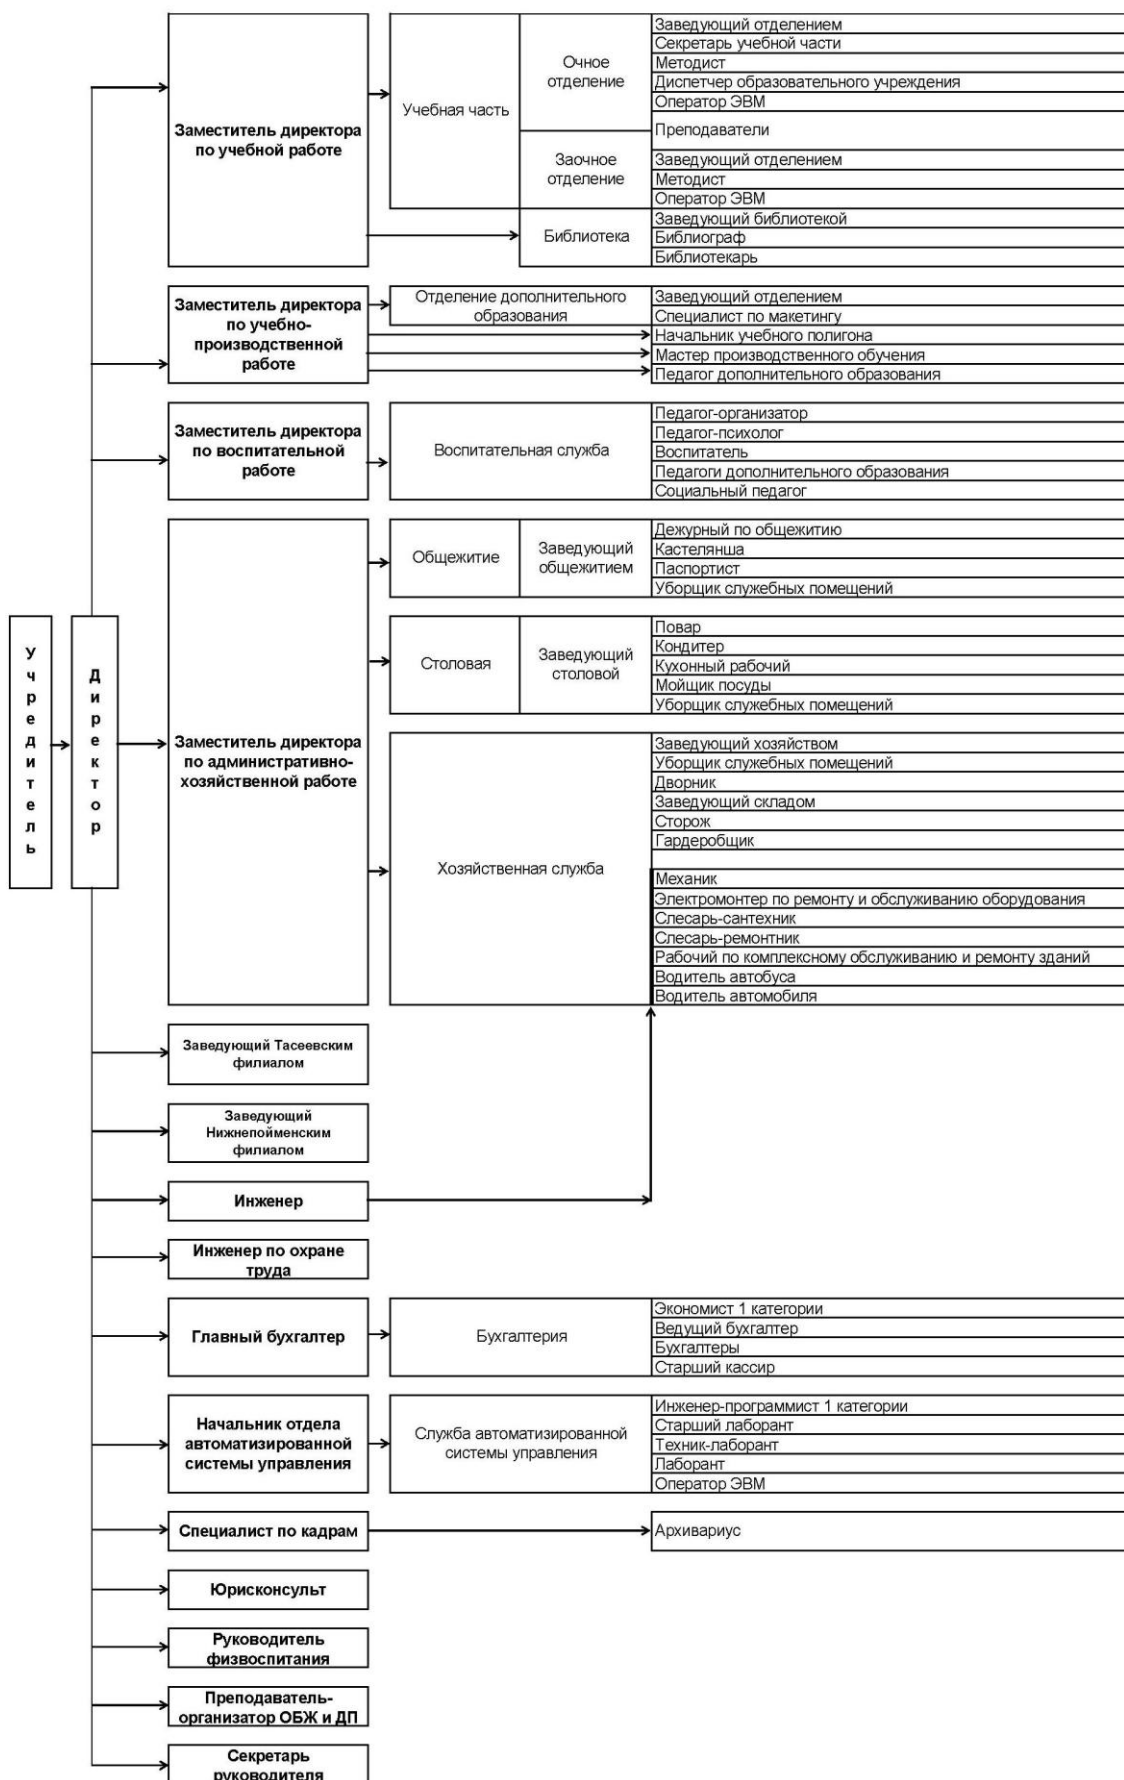 Учредитель
Директор
Заместитель директора
по учебной работе
Учебная часть
Очное
отделение
Заведующий отделением
Секретарь учебной части
Методист
Диспетчер образовательного учреждения
Оператор ЭВМ
Преподаватели
Заочное
отделение
Заведующий отделением
Методист
Оператор ЭВМ
Библиотека
Заведующий библиотекой
Библиограф
Библиотекарь
Заместитель директора
по учебно-
производственной
работе
Отделение дополнительного
образования
Заведующий отделением
Специалист по макетингу
Начальник учебного полигона
Мастер производственного обучения
Педагог дополнительного образования
Заместитель директора
по воспитательной
работе
Воспитательная служба
Педагог-организатор
Педагог-психолог
Воспитатель
Педагоги дополнительного образования
Социальный педагог
Заместитель директора
по административно-
хозяйственной работе
Общежитие
Заведующий
общежитием
Дежурный по общежитию
Кастелянша
Паспортист
Уборщик служебных помещений
Столовая
Заведующий
столовой
Повар
Кондитер
Кухонный рабочий
Мойщик посуды
Уборщик служебных помещений
Хозяйственная служба
Заведующий хозяйством
Уборщик служебных помещений
Дворник
Заведующий складом
Сторож
Гардеробщик
Механик
Электромонтер по ремонту и обслуживанию оборудования
Слесарь-сантехник
Слесарь-ремонтник
Рабочий по комплексному обслуживанию и ремонту зданий
Водитель автобуса
Водитель автомобиля
Заведующий Тасеевским
филиалом
Заведующий
Нижнепойменским
филиалом
Инженер
Инженер по охране
труда
Главный бухгалтер
Бухгалтерия
Экономист 1 категории
Ведущий бухгалтер
Бухгалтеры
Старший кассир
Начальник отдела
автоматизированной
системы управления
Служба автоматизированной
системы управления
Инженер-программист 1 категории
Старший лаборант
Техник-лаборант
Лаборант
Оператор ЭВМ
Специалист по кадрам
Архивариус
Юрисконсульт
Руководитель
физвоспитания
Преподаватель-
организатор ОБЖ и ДП
Секретарь
руководителя